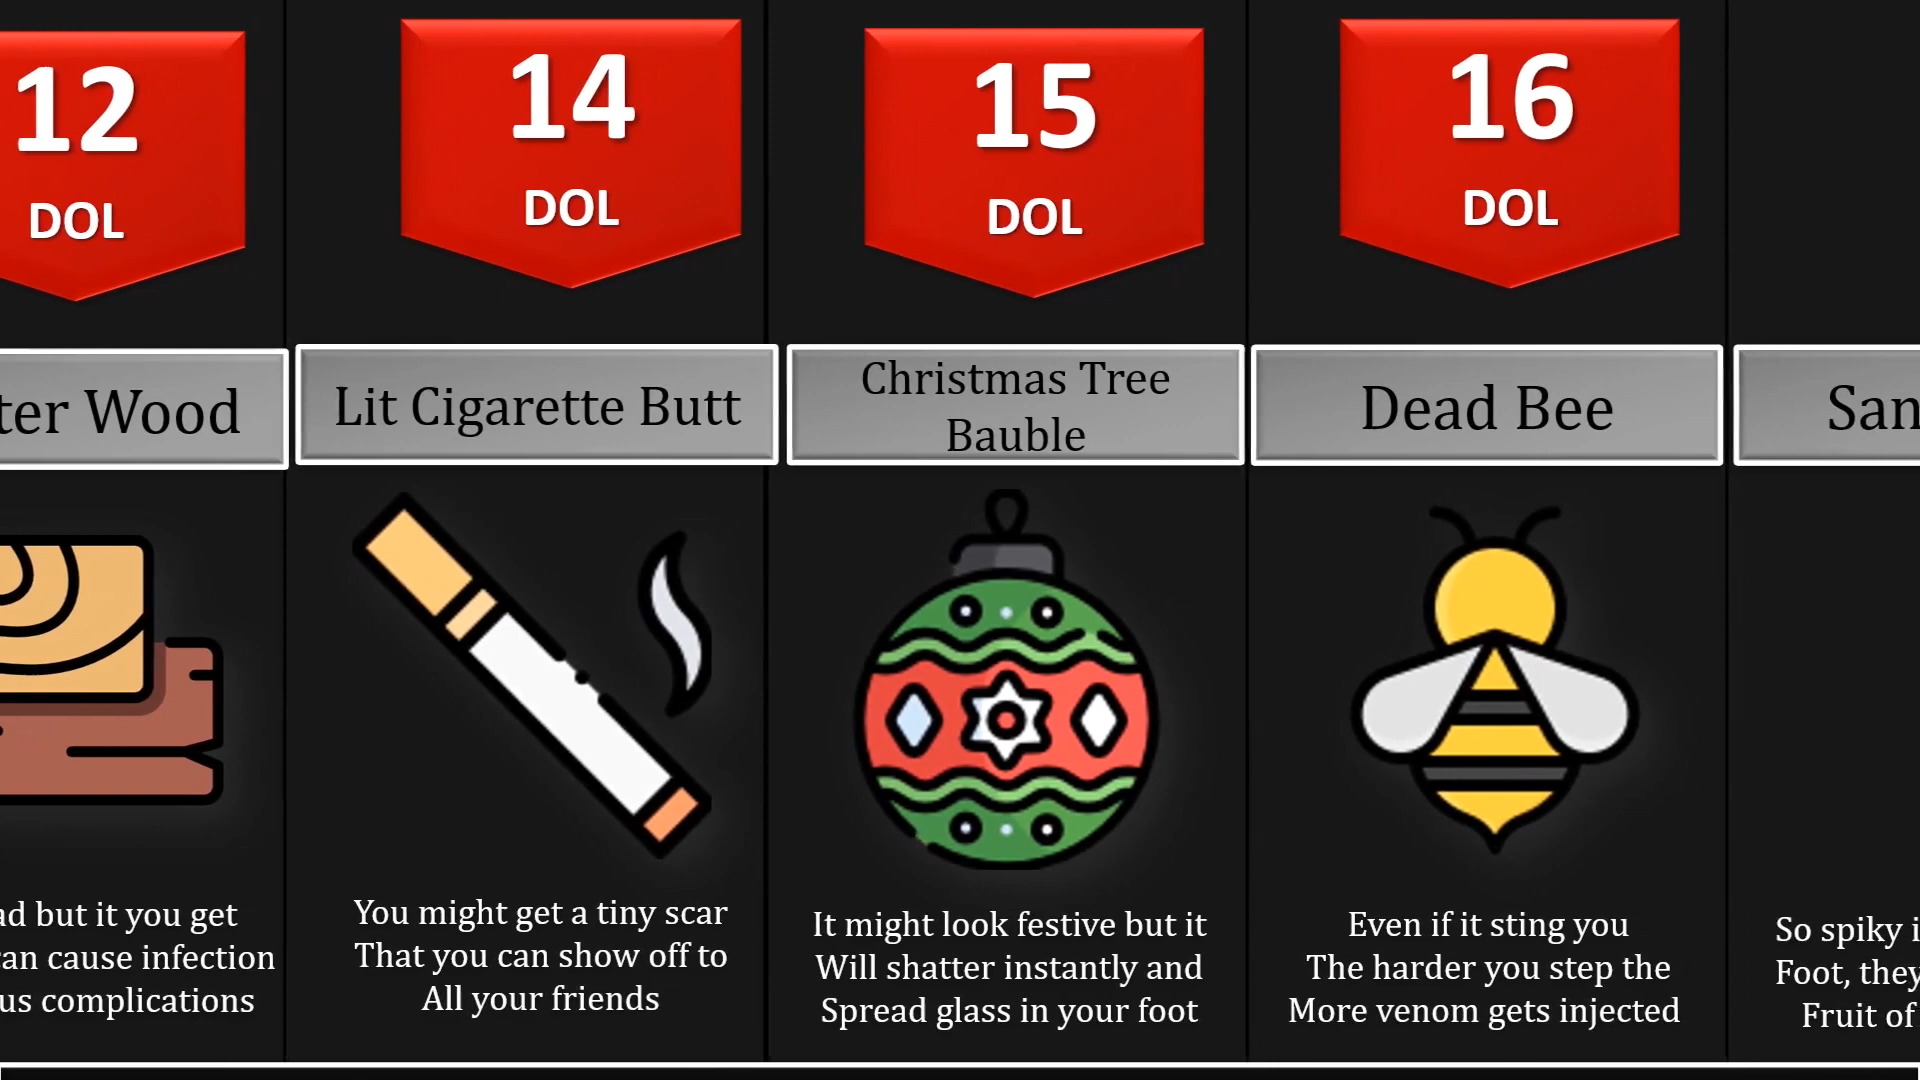 12
DOL
ter Wood
ad but it you get
can cause infection
us complications
14
DOL
Lit Cigarette Butt
You might get a tiny scar
That you can show off to
All your friends
15
DOL
Christmas Tree
Bauble
It might look festive but it
Will shatter instantly and
Spread glass in your foot
16
DOL
Dead Bee
Even if it sting you
The harder you step the
More venom gets injected
San
So spiky i
Foot, they
Fruit of